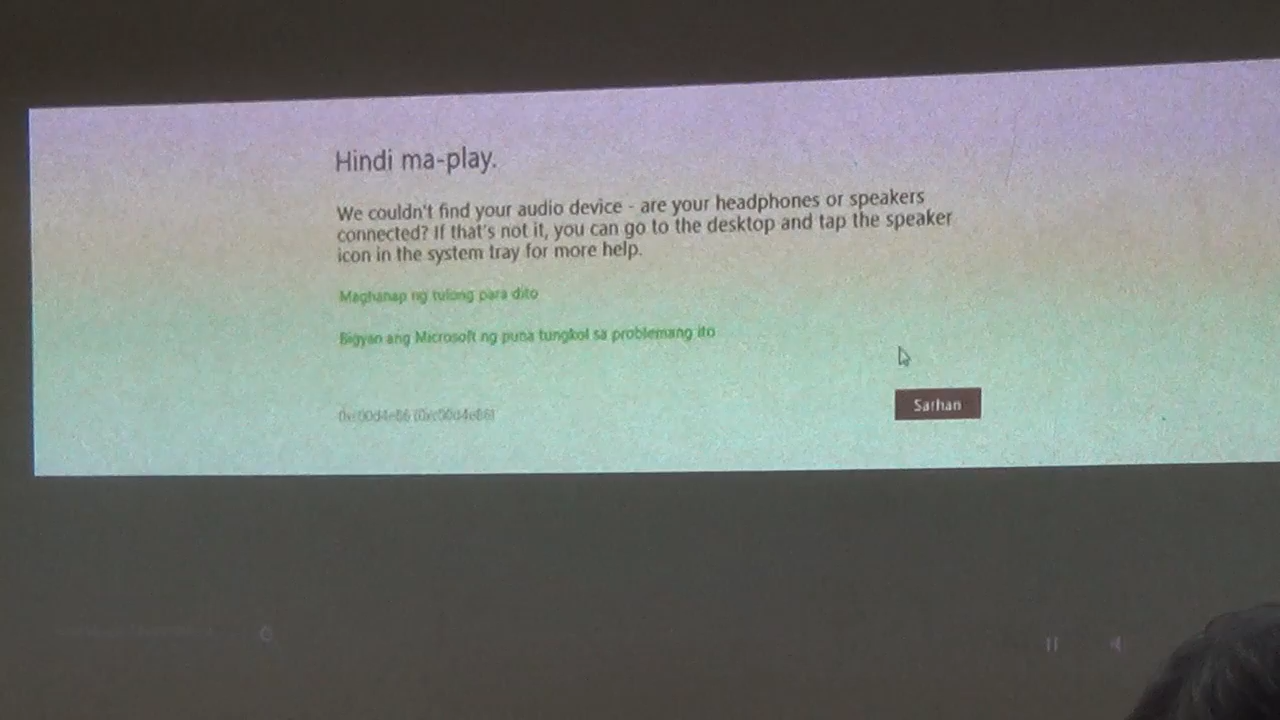 Hindi ma-play.
We couldn't find your audio device - are your headphones or speakers
connected? If that's not it, you can go to the desktop and tap the speaker
icon in the system tray for more help.
Maghanap ng tulong para dito
Bigyan ang Microsoft ng puna tungkol sa problemang ito
0xc00d4e86 (0xc00d4e86)
Sarhan